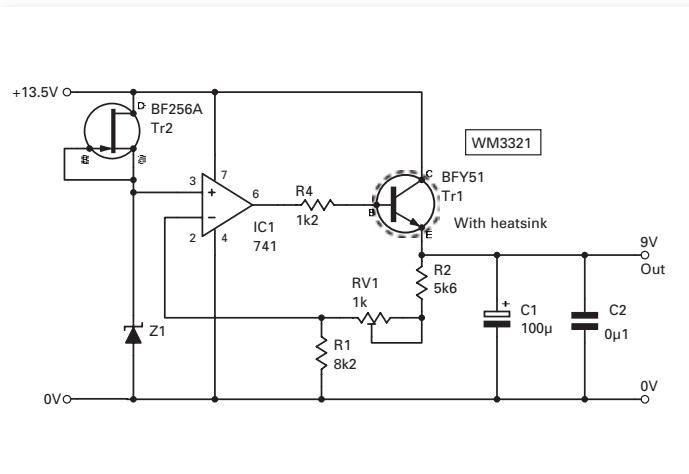 +13.5V
D
BF256A
Tr2
WM3321
3
7
6
R4
1k2
+
−
2
4
IC1
741
C
BFY51
Tr1
B
E
With heatsink
9V
Out
RV1
1k
R2
5k6
Z1
R1
8k2
+
C1
100µ
C2
0µ1
0V
0V